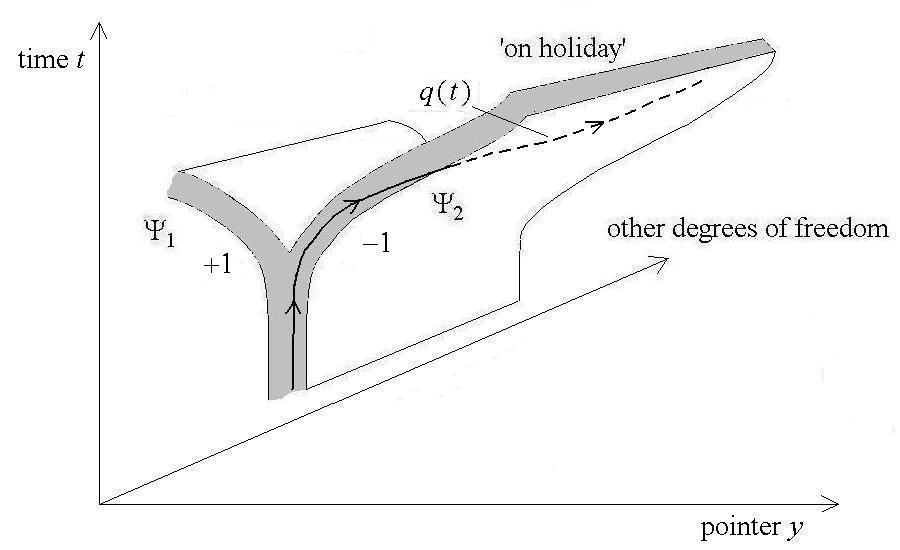 'on holiday'
time t
q(t)
Ψ₂
Ψ₁
other degrees of freedom
−1
+1
pointer y